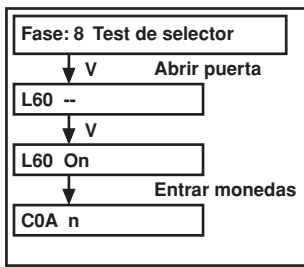 Fase: 8 Test de selector
V Abrir puerta
L60 --
V
L60 On
Entrar monedas
C0A n